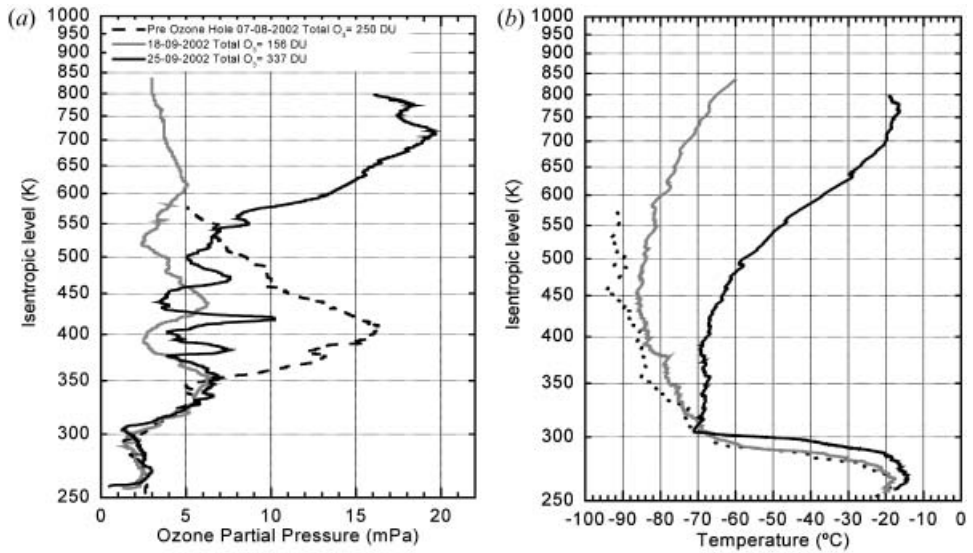 (a)
Pre Ozone Hole 07-08-2002 Total O3= 250 DU
18-09-2002 Total O3= 156 DU
25-09-2002 Total O3= 337 DU
1000
950
900
850
800
700
650
600
550
500
450
400
350
300
250
Isentropic level (K)
0 5 10 15 20
Ozone Partial Pressure (mPa)
(b)
1000
950
900
850
800
700
650
600
550
500
450
400
350
300
250
Isentropic level (K)
-100 -90 -80 -70 -60 -50 -40 -30 -20 -10 0
Temperature (ºC)